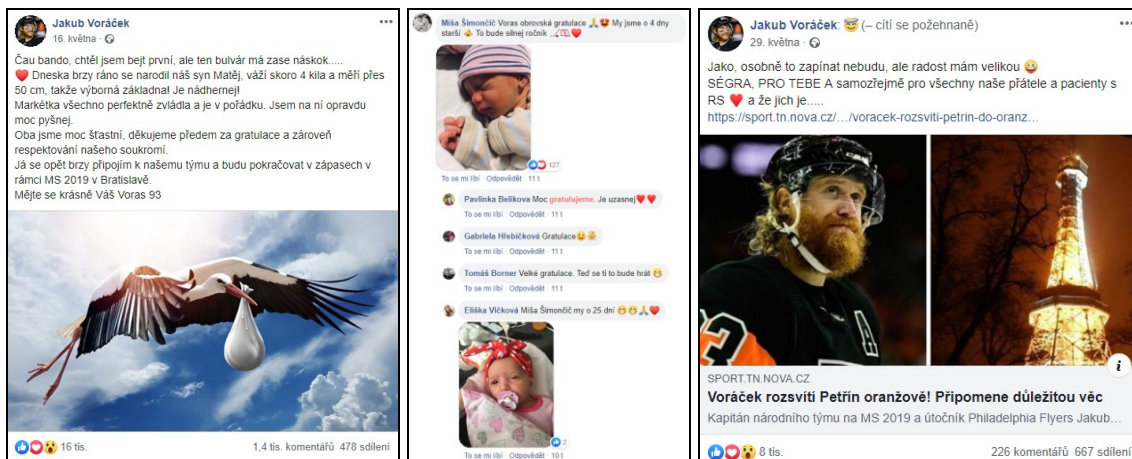 Jakub Voráček
16. května ·
Čau bando, chtěl jsem bejt první, ale ten bulvár má zase náskok.....
❤️ Dneska brzy ráno se narodil náš syn Matěj, váží skoro 4 kila a měří přes
50 cm, takže výborná základna! Je nádhernej!
Markétka všechno perfektně zvládla a je v pořádku. Jsem na ní opravdu
moc pyšnej.
Oba jsme moc šťastní, děkujeme předem za gratulace a zároveň
respektování našeho soukromí.
Já se opět brzy připojím k našemu týmu a budu pokračovat v zápasech v
rámci MS 2019 v Bratislavě.
Mějte se krásně Váš Voras 93
16 tis. 1,4 tis. komentářů 478 sdílení
Míša Šimončič Voras obrovská gratulace 🙏😍 My jsme o 4 dny
starší To bude silnej ročník ❤️
127
To se mi líbí · Odpovědět · 11 t
Pavlínka Belikova Moc gratulujeme. Je uzasnej❤️❤️
To se mi líbí · Odpovědět · 11 t
Gabriela Hřebíčková Gratulace
To se mi líbí · Odpovědět · 11 t
Tomáš Borner Velké gratulace. Teď se ti to bude hrát 😁
To se mi líbí · Odpovědět · 11 t
Eliška Vlčková Míša Šimončič my o 25 dní 😁😁🙏❤️
2
To se mi líbí · Odpovědět · 10 t
Jakub Voráček: 😇 (– cítí se požehnaně)
29. května ·
Jako, osobně to zapínat nebudu, ale radost mám velikou 😀
SÉGRA, PRO TEBE A samozřejmě pro všechny naše přátele a pacienty s
RS ❤️ a že jich je.....
https://sport.tn.nova.cz/…/voracek-rozsviti-petrin-do-oranz…
SPORT.TN.NOVA.CZ
Voráček rozsvítí Petřín oranžově! Připomene důležitou věc
Kapitán národního týmu na MS 2019 a útočník Philadelphia Flyers Jakub…
8 tis. 226 komentářů 667 sdílení